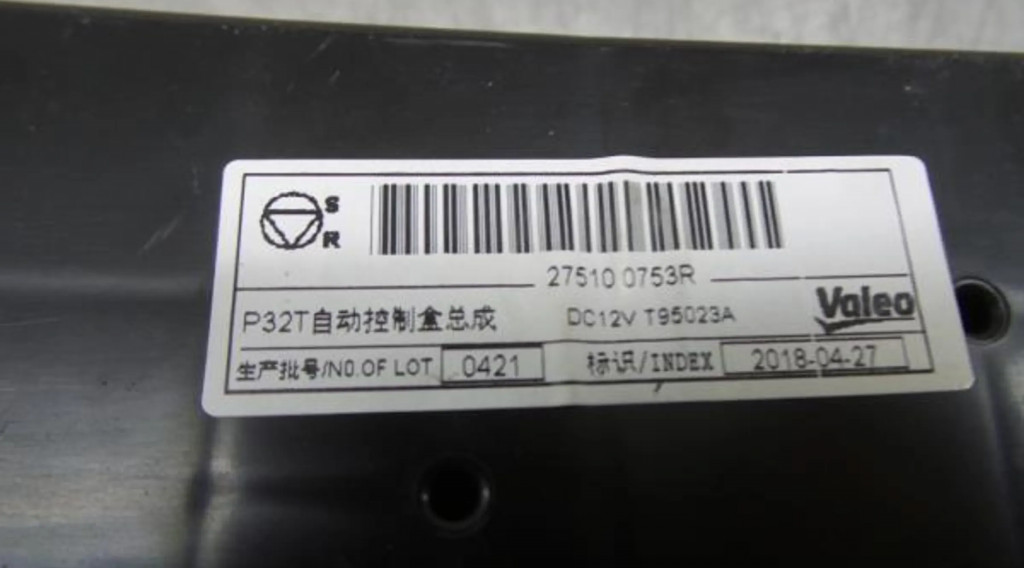 S
R
27510 0753R
P32T自动控制盒总成 DC12V T95023A Valeo
生产批号/NO.OF LOT 0421 标识/INDEX 2018-04-27